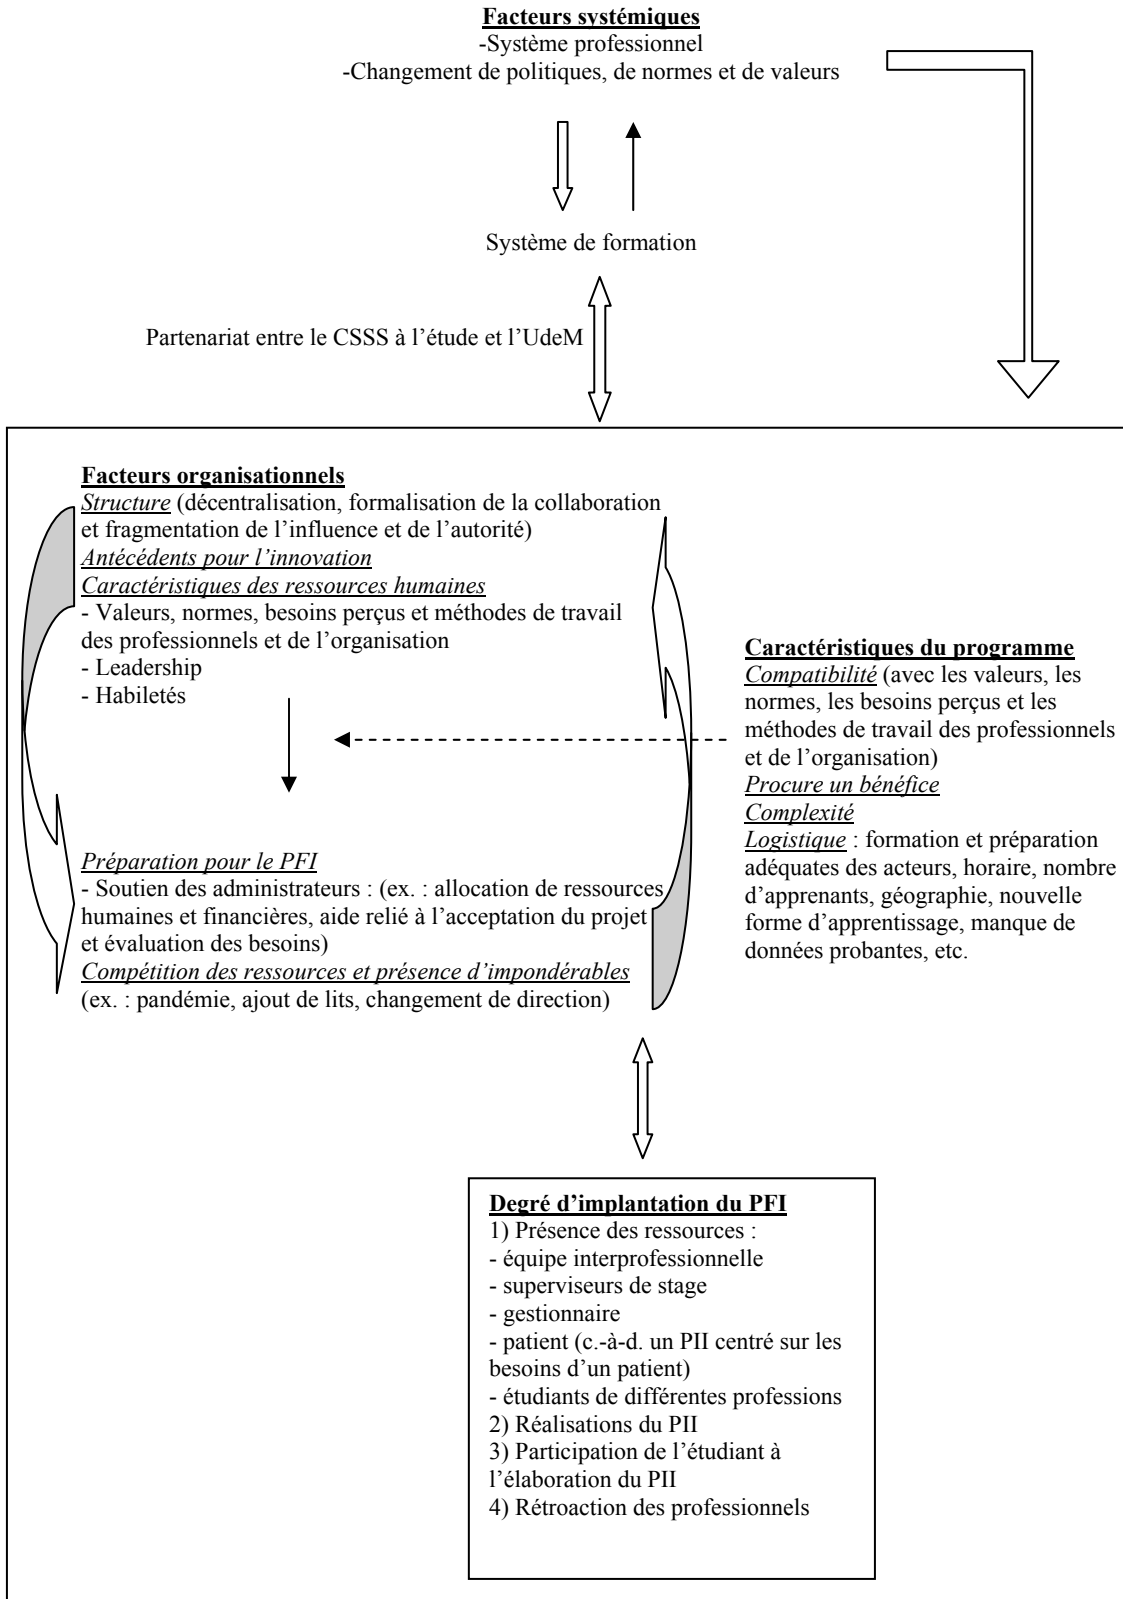 Facteurs systémiques
-Système professionnel
-Changement de politiques, de normes et de valeurs
Système de formation
Partenariat entre le CSSS à l’étude et l’UdeM
Facteurs organisationnels
Structure (décentralisation, formalisation de la collaboration
et fragmentation de l’influence et de l’autorité)
Antécédents pour l’innovation
Caractéristiques des ressources humaines
- Valeurs, normes, besoins perçus et méthodes de travail
des professionnels et de l’organisation
- Leadership
- Habiletés
Préparation pour le PFI
- Soutien des administrateurs : (ex. : allocation de ressources
humaines et financières, aide relié à l’acceptation du projet
et évaluation des besoins)
Compétition des ressources et présence d’impondérables
(ex. : pandémie, ajout de lits, changement de direction)
Caractéristiques du programme
Compatibilité (avec les valeurs, les
normes, les besoins perçus et les
méthodes de travail des professionnels
et de l’organisation)
Procure un bénéfice
Complexité
Logistique : formation et préparation
adéquates des acteurs, horaire, nombre
d’apprenants, géographie, nouvelle
forme d’apprentissage, manque de
données probantes, etc.
Degré d’implantation du PFI
1) Présence des ressources :
- équipe interprofessionnelle
- superviseurs de stage
- gestionnaire
- patient (c.-à-d. un PII centré sur les
besoins d’un patient)
- étudiants de différentes professions
2) Réalisations du PII
3) Participation de l’étudiant à
l’élaboration du PII
4) Rétroaction des professionnels